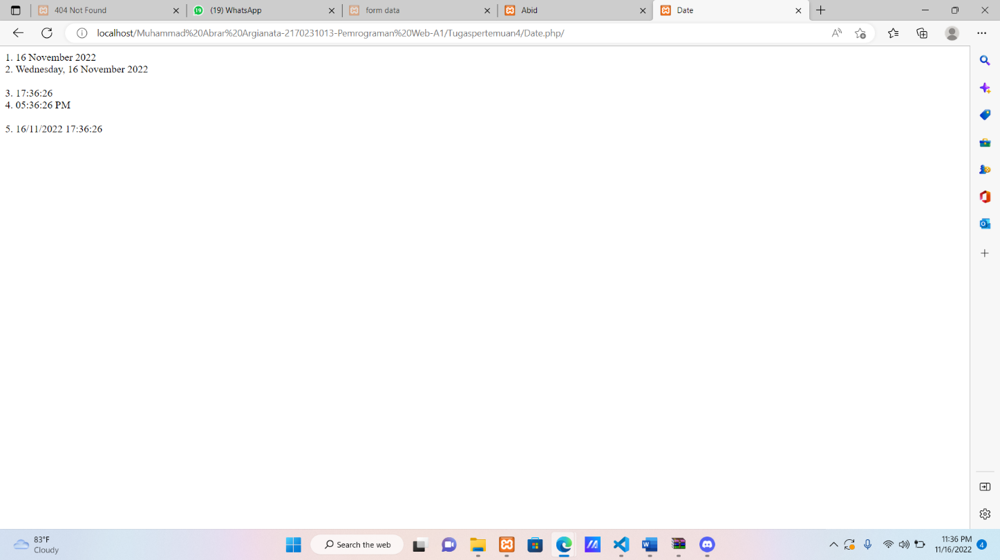 404 Not Found
19
(19) WhatsApp
form data
Abid
Date
localhost/Muhammad%20Abrar%20Argianata-2170231013-Pemrograman%20Web-A1/Tugaspertemuan4/Date.php/
1. 16 November 2022
2. Wednesday, 16 November 2022
3. 17:36:26
4. 05:36:26 PM
5. 16/11/2022 17:36:26
83°F
Cloudy
Search the web
11:36 PM
11/16/2022
4